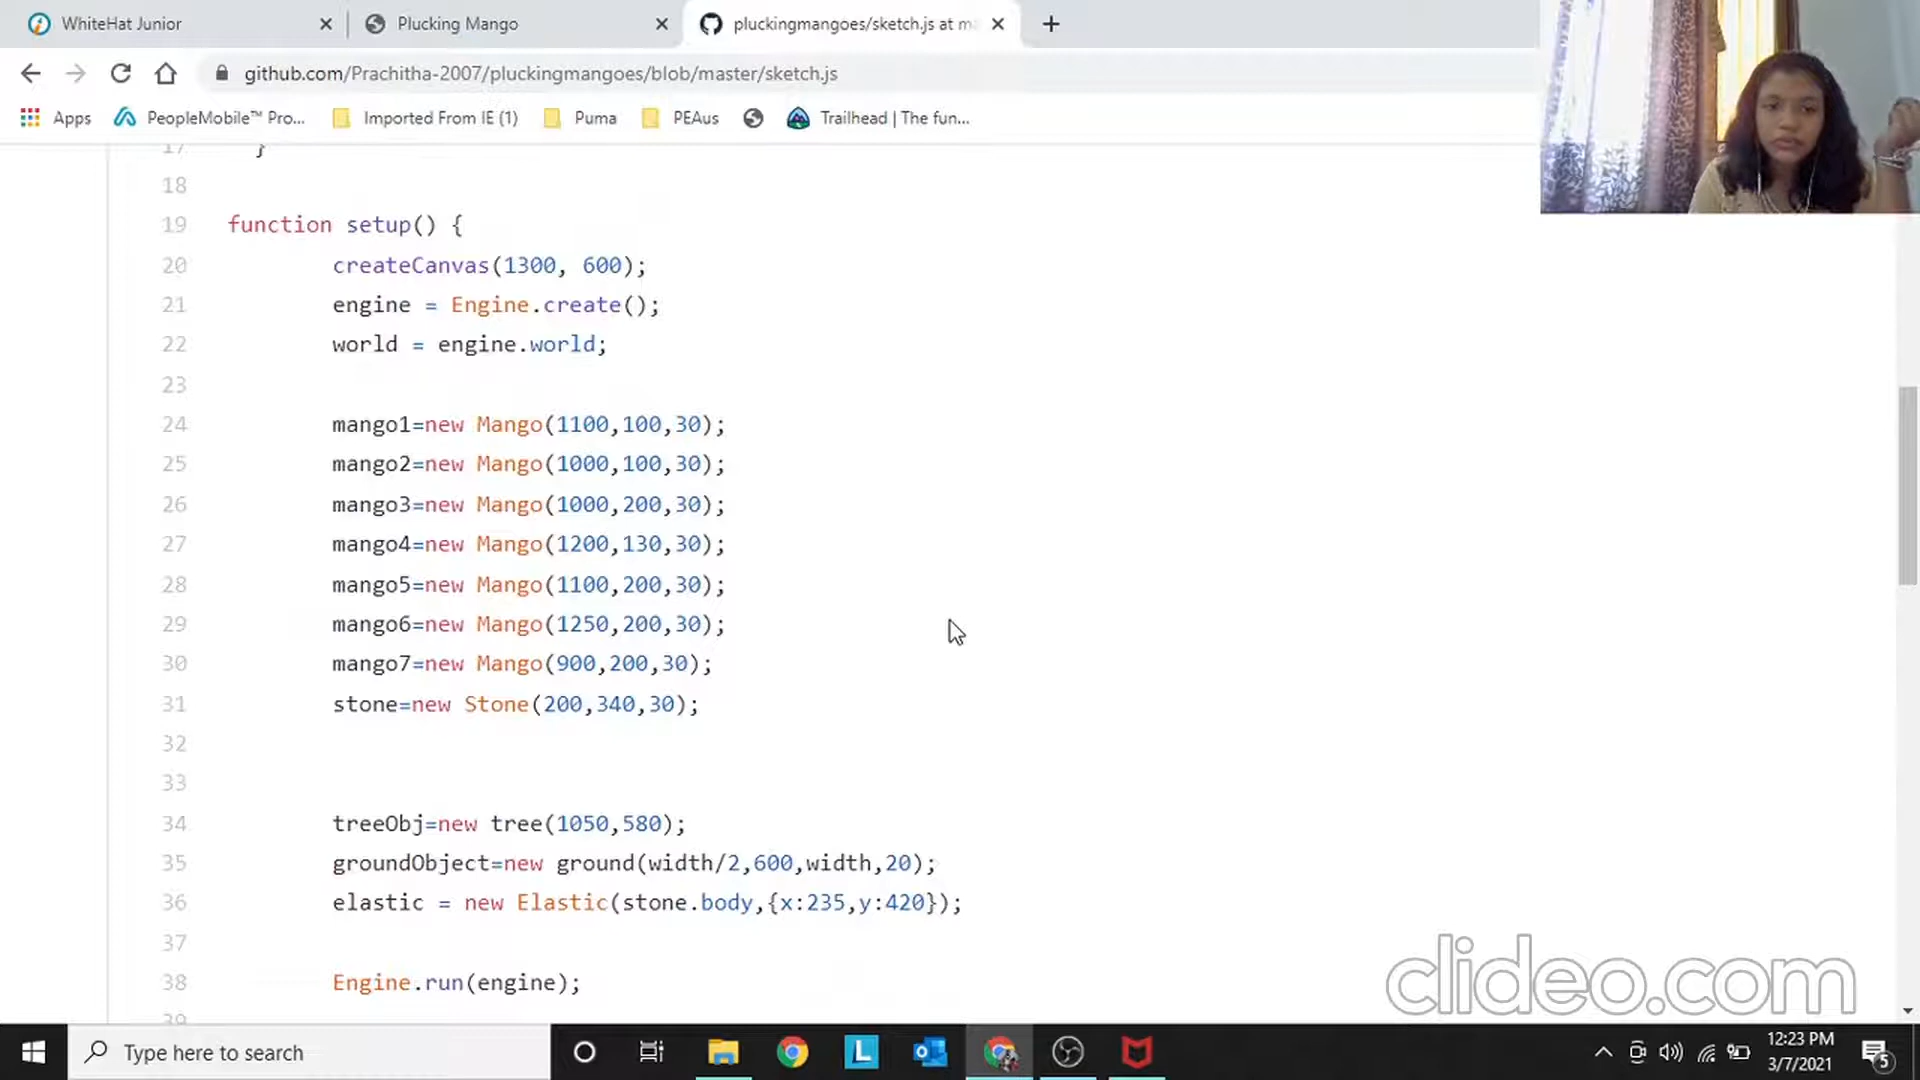 WhiteHat Junior
Plucking Mango
pluckingmangoes/sketch.js at ma
github.com/Prachitha-2007/pluckingmangoes/blob/master/sketch.js
Apps
PeopleMobile™ Pro...
Imported From IE (1)
Puma
PEAus
Trailhead | The fun...
17 }
18
19 function setup() {
20 createCanvas(1300, 600);
21 engine = Engine.create();
22 world = engine.world;
23
24 mango1=new Mango(1100,100,30);
25 mango2=new Mango(1000,100,30);
26 mango3=new Mango(1000,200,30);
27 mango4=new Mango(1200,130,30);
28 mango5=new Mango(1100,200,30);
29 mango6=new Mango(1250,200,30);
30 mango7=new Mango(900,200,30);
31 stone=new Stone(200,340,30);
32
33
34 treeObj=new tree(1050,580);
35 groundObject=new ground(width/2,600,width,20);
36 elastic = new Elastic(stone.body,{x:235,y:420});
37
38 Engine.run(engine);
39
clideo.com
Type here to search
L
12:23 PM
3/7/2021
5